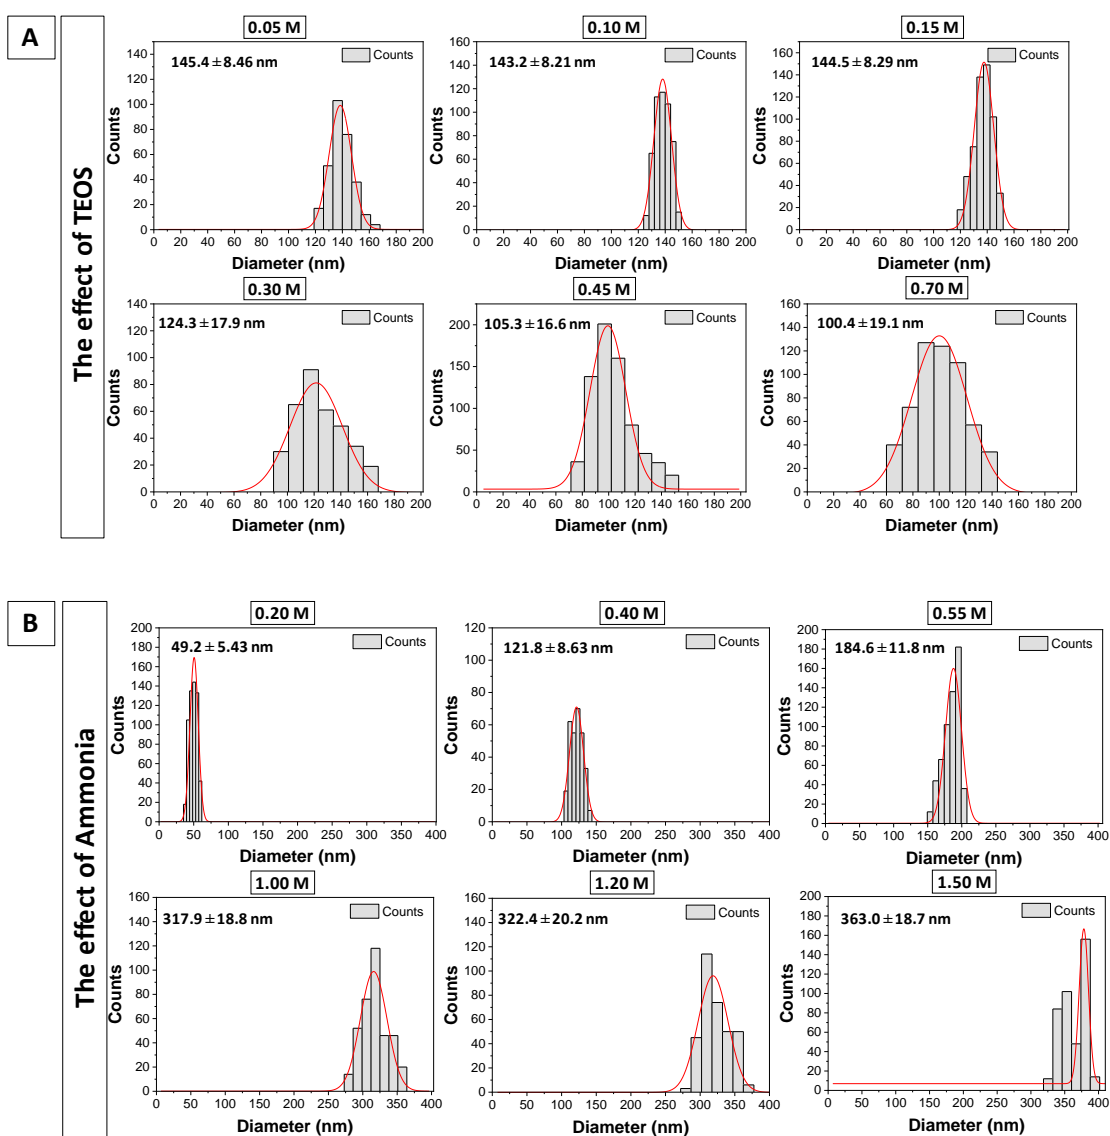 A
The effect of TEOS
0.05 M
145.4 ± 8.46 nm
Counts
Counts
0 20 40 60 80 100 120 140
0 20 40 60 80 100 120 140 160 180 200
Diameter (nm)
0.10 M
143.2 ± 8.21 nm
Counts
Counts
0 20 40 60 80 100 120 140 160
0 20 40 60 80 100 120 140 160 180 200
Diameter (nm)
0.15 M
144.5 ± 8.29 nm
Counts
Counts
0 20 40 60 80 100 120 140 160
0 20 40 60 80 100 120 140 160 180 200
Diameter (nm)
0.30 M
124.3 ± 17.9 nm
Counts
Counts
0 20 40 60 80 100 120 140
0 20 40 60 80 100 120 140 160 180 200
Diameter (nm)
0.45 M
105.3 ± 16.6 nm
Counts
Counts
0 50 100 150 200
0 20 40 60 80 100 120 140 160 180 200
Diameter (nm)
0.70 M
100.4 ± 19.1 nm
Counts
Counts
0 20 40 60 80 100 120 140 160
0 20 40 60 80 100 120 140 160 180 200
Diameter (nm)
B
The effect of Ammonia
0.20 M
49.2 ± 5.43 nm
Counts
Counts
0 20 40 60 80 100 120 140 160 180 200
0 50 100 150 200 250 300 350 400
Diameter (nm)
0.40 M
121.8 ± 8.63 nm
Counts
Counts
0 20 40 60 80 100 120
0 50 100 150 200 250 300 350 400
Diameter (nm)
0.55 M
184.6 ± 11.8 nm
Counts
Counts
0 20 40 60 80 100 120 140 160 180 200
0 50 100 150 200 250 300 350 400
Diameter (nm)
1.00 M
317.9 ± 18.8 nm
Counts
Counts
0 20 40 60 80 100 120 140 160
0 50 100 150 200 250 300 350 400
Diameter (nm)
1.20 M
322.4 ± 20.2 nm
Counts
Counts
0 20 40 60 80 100 120 140 160
0 50 100 150 200 250 300 350 400
Diameter (nm)
1.50 M
363.0 ± 18.7 nm
Counts
Counts
0 20 40 60 80 100 120 140 160 180 200
0 50 100 150 200 250 300 350 400
Diameter (nm)